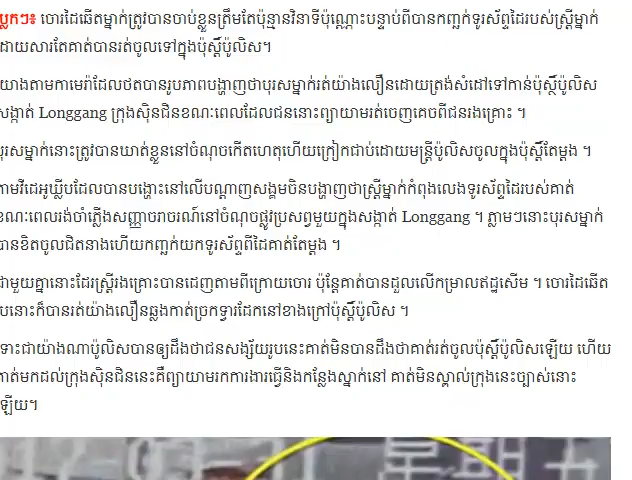 ប្លែកៗ៖ ចោរដៃឆើតម្នាក់ត្រូវបានចាប់ខ្លួនត្រឹមតែប៉ុន្មានវិនាទីប៉ុណ្ណោះបន្ទាប់ពីបានកញ្ឆក់ទូរស័ព្ទដៃរបស់ស្ត្រីម្នាក់
ដោយសារតែគាត់បានរត់ចូលទៅក្នុងប៉ុស្តិ៍ប៉ូលិស។
យោងតាមកាមេរ៉ាដែលថតបានរូបភាពបង្ហាញថាបុរសម្នាក់រត់យ៉ាងលឿនដោយត្រង់សំដៅទៅកាន់ប៉ុស្តិ៍ប៉ូលិស
សង្កាត់ Longgang ក្រុងស៊ិនជិនខណៈពេលដែលជននោះព្យាយាមរត់ចេញគេចពីជនរងគ្រោះ ។
បុរសម្នាក់នោះត្រូវបានឃាត់ខ្លួននៅចំណុចកើតហេតុហើយក្រៀកជាប់ដោយមន្ត្រីប៉ូលិសចូលក្នុងប៉ុស្តិ៍តែម្តង ។
តាមវីដេអូឃ្លីបដែលបានបង្ហោះនៅលើបណ្តាញសង្គមចិនបង្ហាញថាស្ត្រីម្នាក់កំពុងលេងទូរស័ព្ទដៃរបស់គាត់
ខណៈពេលរង់ចាំភ្លើងសញ្ញាចរាចរណ៍នៅចំណុចផ្លូវប្រសព្វមួយក្នុងសង្កាត់ Longgang ។ ភ្លាមៗនោះបុរសម្នាក់
បានខិតចូលជិតនាងហើយកញ្ឆក់យកទូរស័ព្ទពីដៃគាត់តែម្តង ។
ជាមួយគ្នានោះដែរស្ត្រីរងគ្រោះបានដេញតាមពីក្រោយចោរ ប៉ុន្តែគាត់បានដួលលើកម្រាលឥដ្ឋសើម ។ ចោរដៃឆើត
រូបនោះក៏បានរត់យ៉ាងលឿនឆ្លងកាត់ច្រកទ្វារដែកនៅខាងក្រៅប៉ុស្តិ៍ប៉ូលិស ។
ទោះជាយ៉ាងណាប៉ូលិសបានឲ្យដឹងថាជនសង្ស័យរូបនេះគាត់មិនបានដឹងថាគាត់រត់ចូលប៉ុស្តិ៍ប៉ូលិសឡើយ ហើយ
គាត់មកដល់ក្រុងស៊ិនជិននេះគឺព្យាយាមរកការងារធ្វើនិងកន្លែងស្នាក់នៅ គាត់មិនស្គាល់ក្រុងនេះច្បាស់នោះ
ឡើយ។